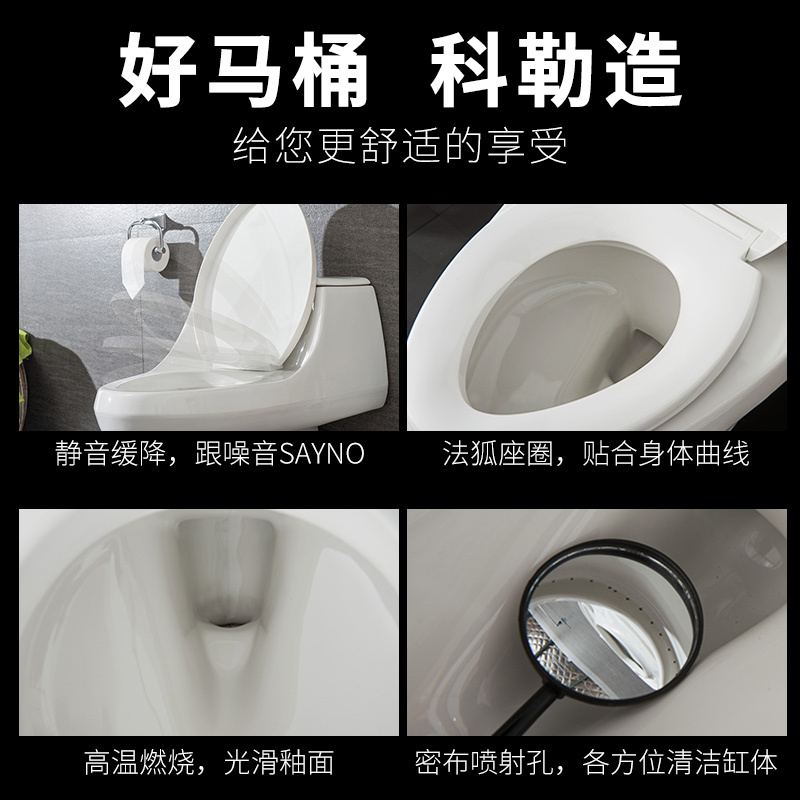 好马桶 科勒造
给您更舒适的享受
静音缓降，跟噪音SAYNO
法狐座圈，贴合身体曲线
高温燃烧，光滑釉面
密布喷射孔，各方位清洁缸体